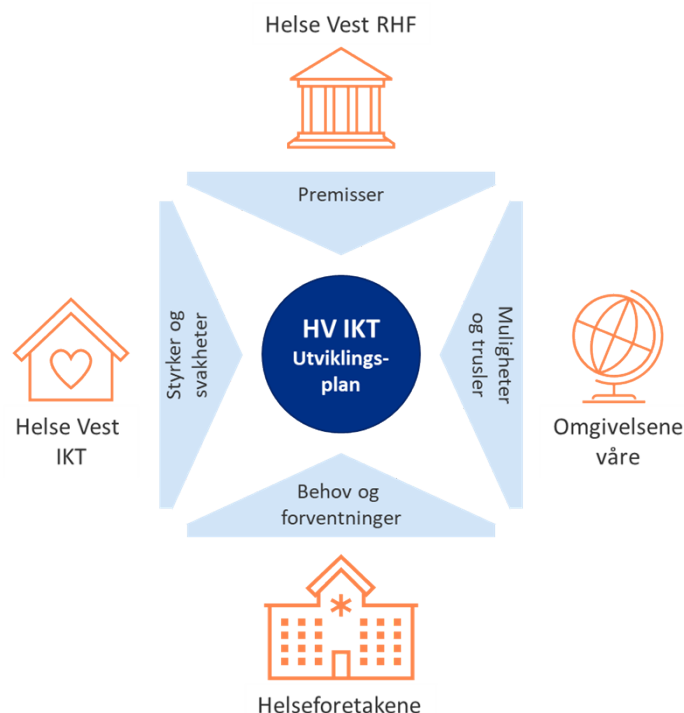 Helse Vest RHF
Premisser
Styrker og
svakheter
HV IKT
Utviklings-
plan
Muligheter
og trusler
Helse Vest
IKT
Omgivelsene
våre
Behov og
forventninger
Helseforetakene